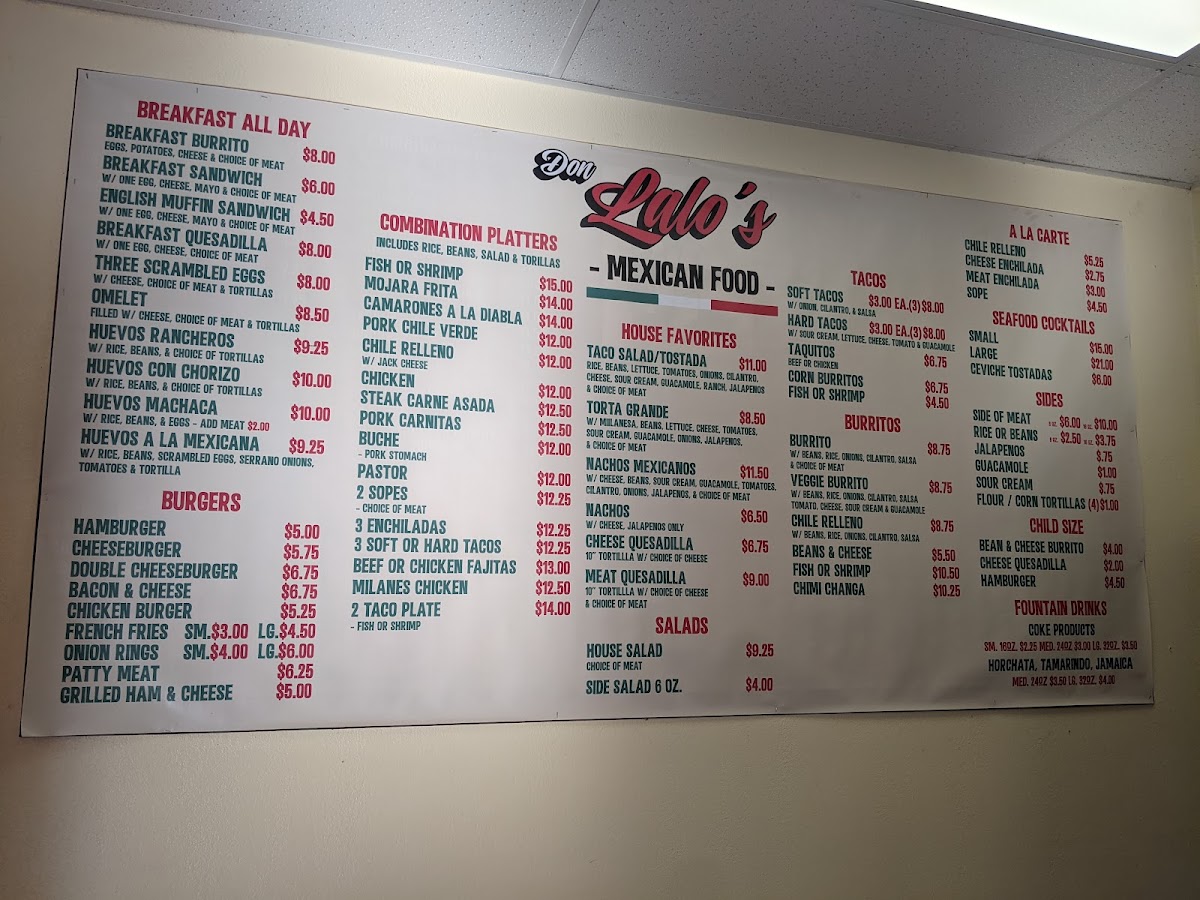 BREAKFAST ALL DAY
BREAKFAST BURRITO $8.00
EGGS, POTATOES, CHEESE & CHOICE OF MEAT
BREAKFAST SANDWICH $6.00
W/ ONE EGG, CHEESE, MAYO & CHOICE OF MEAT
ENGLISH MUFFIN SANDWICH $4.50
W/ ONE EGG, CHEESE, MAYO & CHOICE OF MEAT
BREAKFAST QUESADILLA $8.00
W/ ONE EGG, CHEESE, CHOICE OF MEAT
THREE SCRAMBLED EGGS $8.00
W/ CHEESE, CHOICE OF MEAT & TORTILLAS
OMELET $8.50
FILLED W/ CHEESE, CHOICE OF MEAT & TORTILLAS
HUEVOS RANCHEROS $9.25
W/ RICE, BEANS, & CHOICE OF TORTILLAS
HUEVOS CON CHORIZO $10.00
W/ RICE, BEANS, & CHOICE OF TORTILLAS
HUEVOS MACHACA $10.00
W/ RICE, BEANS, & EGGS - ADD MEAT $2.00
HUEVOS A LA MEXICANA $9.25
W/ RICE, BEANS, SCRAMBLED EGGS, SERRANO ONIONS,
TOMATOES & TORTILLA
BURGERS
HAMBURGER $5.00
CHEESEBURGER $5.75
DOUBLE CHEESEBURGER $6.75
BACON & CHEESE $6.75
CHICKEN BURGER $5.25
FRENCH FRIES SM.$3.00 LG.$4.50
ONION RINGS SM.$4.00 LG.$6.00
PATTY MEAT $6.25
GRILLED HAM & CHEESE $5.00
COMBINATION PLATTERS
INCLUDES RICE, BEANS, SALAD & TORILLAS
FISH OR SHRIMP $15.00
MOJARA FRITA $14.00
CAMARONES A LA DIABLA $14.00
PORK CHILE VERDE $12.00
CHILE RELLENO $12.00
W/ JACK CHEESE
CHICKEN $12.00
STEAK CARNE ASADA $12.50
PORK CARNITAS $12.50
BUCHE $12.00
- PORK STOMACH
PASTOR $12.00
2 SOPES $12.25
- CHOICE OF MEAT
3 ENCHILADAS $12.25
3 SOFT OR HARD TACOS $12.25
BEEF OR CHICKEN FAJITAS $13.00
MILANES CHICKEN $12.50
2 TACO PLATE $14.00
- FISH OR SHRIMP
Don
Lalo's
- MEXICAN FOOD -
HOUSE FAVORITES
TACO SALAD/TOSTADA $11.00
RICE, BEANS, LETTUCE, TOMATOES, ONIONS, CILANTRO,
CHEESE, SOUR CREAM, GUACAMOLE, RANCH, JALAPENOS
& CHOICE OF MEAT
TORTA GRANDE $8.50
W/ MILANESA, BEANS, LETTUCE, CHEESE, TOMATOES,
SOUR CREAM, GUACAMOLE, ONIONS, JALAPENOS,
& CHOICE OF MEAT
NACHOS MEXICANOS $11.50
W/ CHEESE, BEANS, SOUR CREAM, GUACAMOLE, TOMATOES,
CILANTRO, ONIONS, JALAPENOS, & CHOICE OF MEAT
NACHOS $6.50
W/ CHEESE, JALAPENOS ONLY
CHEESE QUESADILLA $6.75
10" TORTILLLA W/ CHOICE OF CHEESE
MEAT QUESADILLA $9.00
10" TORTILLLA W/ CHOICE OF CHEESE
& CHOICE OF MEAT
SALADS
HOUSE SALAD $9.25
CHOICE OF MEAT
SIDE SALAD 6 OZ. $4.00
TACOS
SOFT TACOS $3.00 EA.(3)$8.00
W/ ONION, CILANTRO, & SALSA
HARD TACOS $3.00 EA.(3)$8.00
W/ SOUR CREAM, LETTUCE, CHEESE, TOMATO & GUACAMOLE
TAQUITOS $6.75
BEEF OR CHICKEN
CORN BURRITOS $6.75
FISH OR SHRIMP $4.50
BURRITOS
BURRITO $8.75
W/ BEANS, RICE, ONIONS, CILANTRO, SALSA
& CHOICE OF MEAT
VEGGIE BURRITO $8.75
W/ BEANS, RICE, ONIONS, CILANTRO, SALSA
TOMATO, CHEESE, SOUR CREAM & GUACAMOLE
CHILE RELLENO $8.75
W/ BEANS, RICE, ONIONS, CILANTRO, SALSA
BEANS & CHEESE $5.50
FISH OR SHRIMP $10.50
CHIMI CHANGA $10.25
A LA CARTE
CHILE RELLENO $5.25
CHEESE ENCHILADA $2.75
MEAT ENCHILADA $3.00
SOPE $4.50
SEAFOOD COCKTAILS
SMALL $15.00
LARGE $21.00
CEVICHE TOSTADAS $6.00
SIDES
SIDE OF MEAT $6.00 $10.00
RICE OR BEANS $2.50 $3.75
JALAPENOS $.75
GUACAMOLE $1.00
SOUR CREAM $.75
FLOUR / CORN TORTILLAS (4)$1.00
CHILD SIZE
BEAN & CHEESE BURRITO $4.00
CHEESE QUESADILLA $2.00
HAMBURGER $4.50
FOUNTAIN DRINKS
COKE PRODUCTS
SM. 16OZ. $2.25 MED. 24OZ $3.00 LG. 32OZ. $3.50
HORCHATA, TAMARINDO, JAMAICA
MED. 24OZ $3.50 LG. 32OZ. $4.00